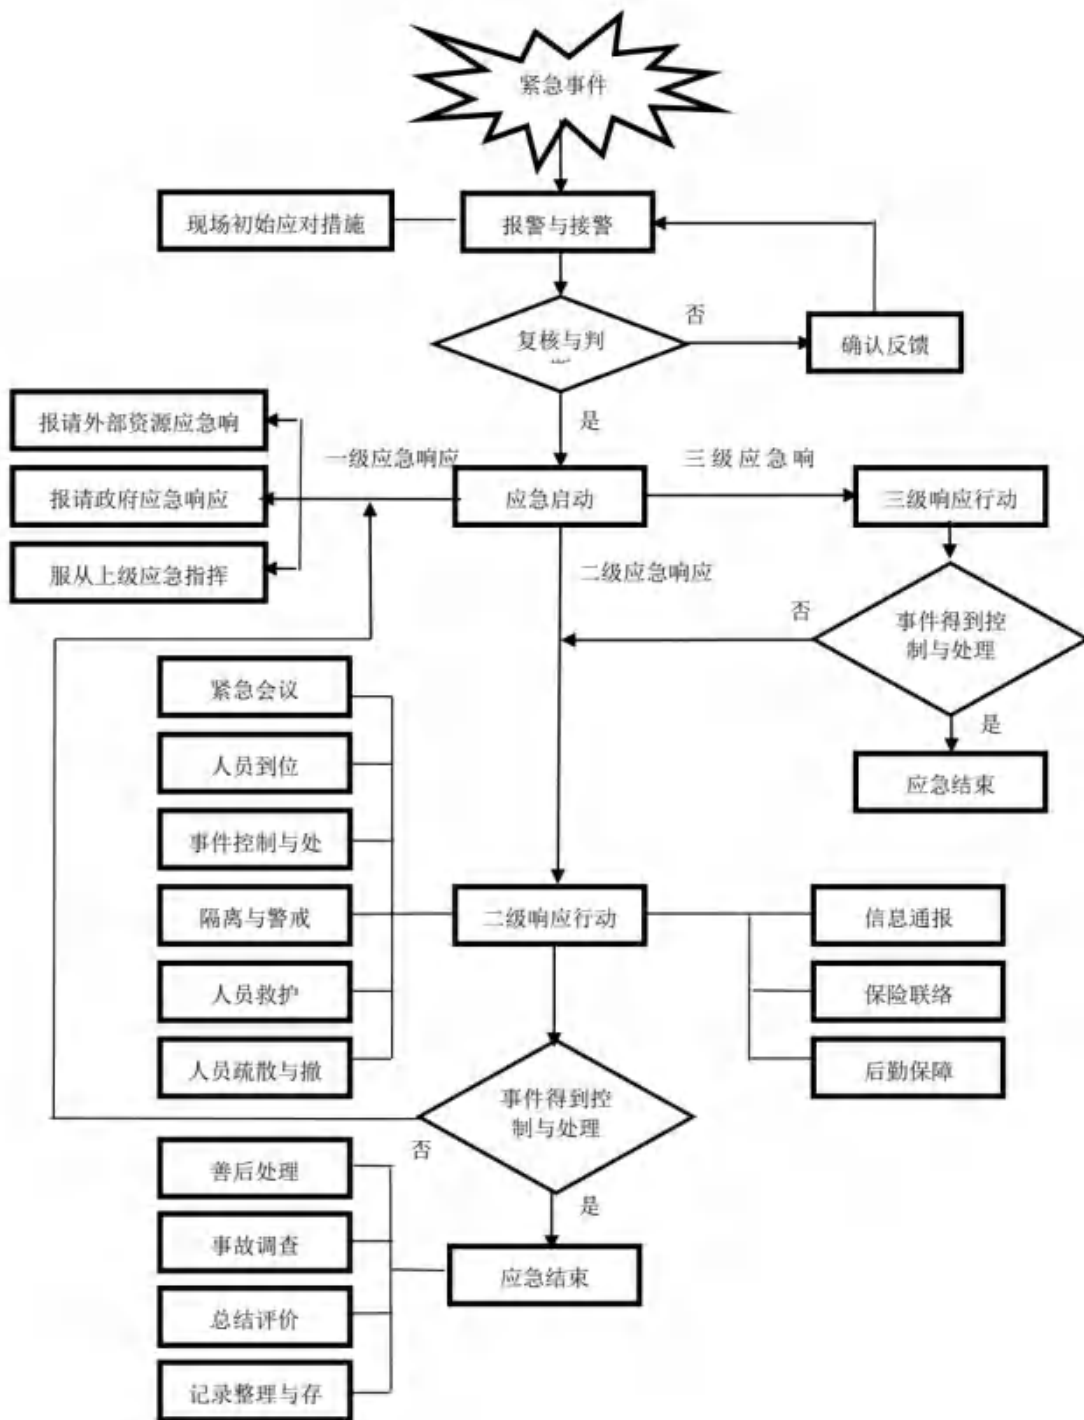 紧急事件
现场初始应对措施
报警与接警
复核与判
否
确认反馈
是
报请外部资源应急响
一级应急响应
三级应急响
报请政府应急响应
应急启动
三级响应行动
服从上级应急指挥
二级应急响应
否
事件得到控
制与处理
紧急会议
是
人员到位
应急结束
事件控制与处
隔离与警戒
二级响应行动
信息通报
人员救护
保险联络
人员疏散与撤
后勤保障
事件得到控
制与处理
否
善后处理
是
事故调查
应急结束
总结评价
记录整理与存